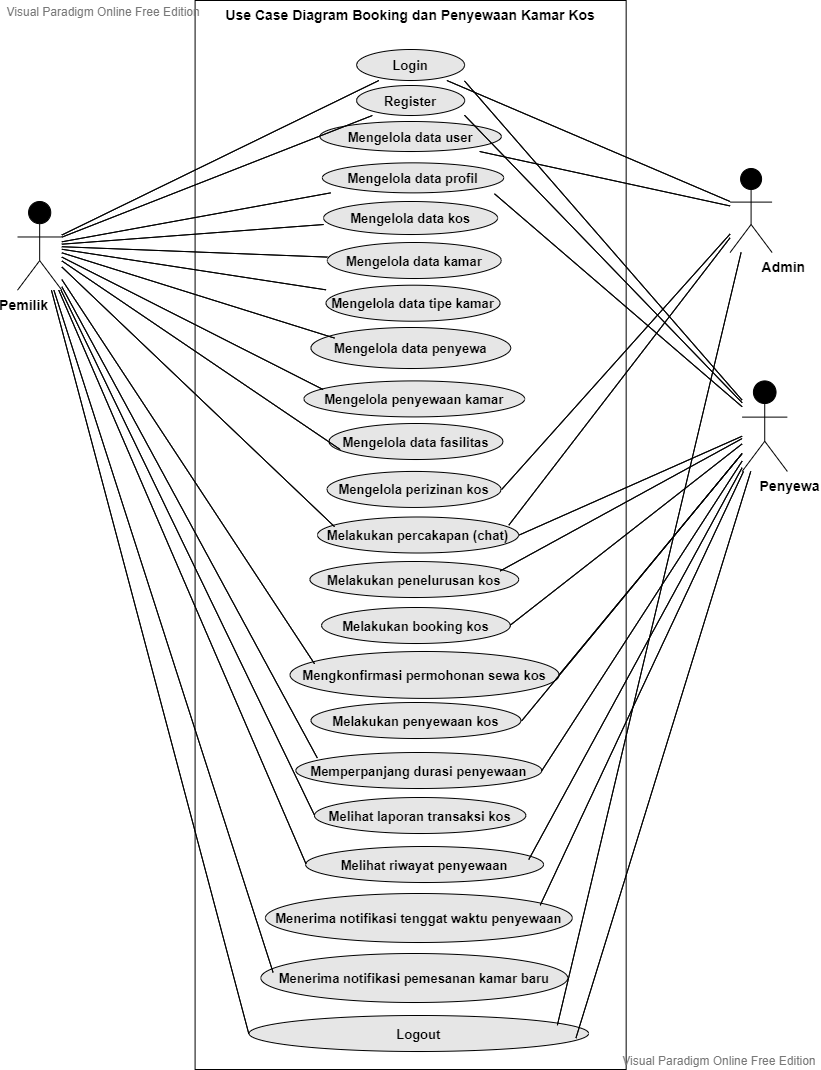 Visual Paradigm Online Free Edition
Use Case Diagram Booking dan Penyewaan Kamar Kos
Login
Register
Mengelola data user
Mengelola data profil
Mengelola data kos
Mengelola data kamar
Mengelola data tipe kamar
Mengelola data penyewa
Mengelola penyewaan kamar
Mengelola data fasilitas
Mengelola perizinan kos
Melakukan percakapan (chat)
Melakukan penelurusan kos
Melakukan booking kos
Mengkonfirmasi permohonan sewa kos
Melakukan penyewaan kos
Memperpanjang durasi penyewaan
Melihat laporan transaksi kos
Melihat riwayat penyewaan
Menerima notifikasi tenggat waktu penyewaan
Menerima notifikasi pemesanan kamar baru
Logout
Pemilik
Admin
Penyewa
Visual Paradigm Online Free Edition